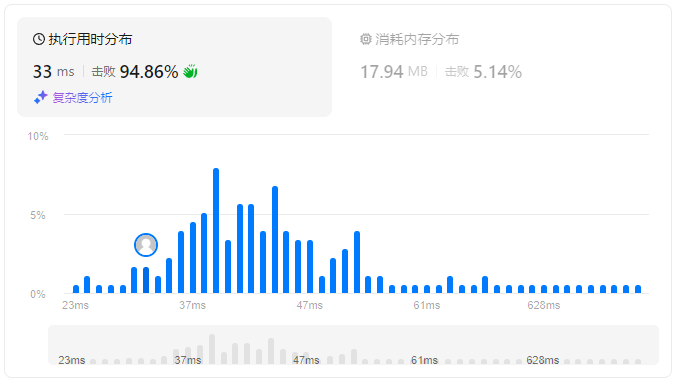 执行用时分布
33 ms 击败 94.86%
复杂度分析
消耗内存分布
17.94 MB 击败 5.14%
10%
5%
0%
23ms 37ms 47ms 61ms 628ms
23ms 37ms 47ms 61ms 628ms